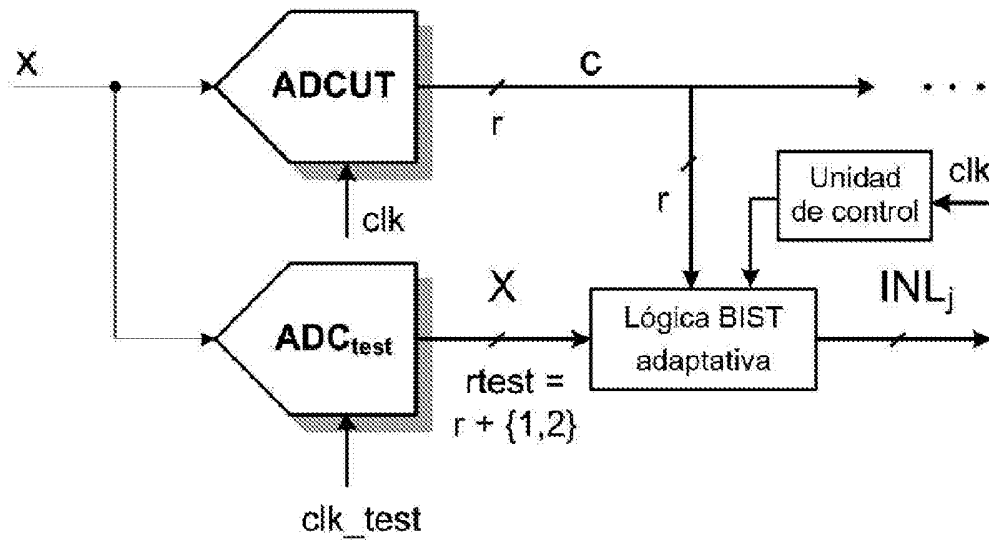 x
ADCUT
c
r
r
clk
Unidad
de control
clk
ADCtest
X
rtest =
r + {1,2}
Lógica BIST
adaptativa
INLj
clk_test